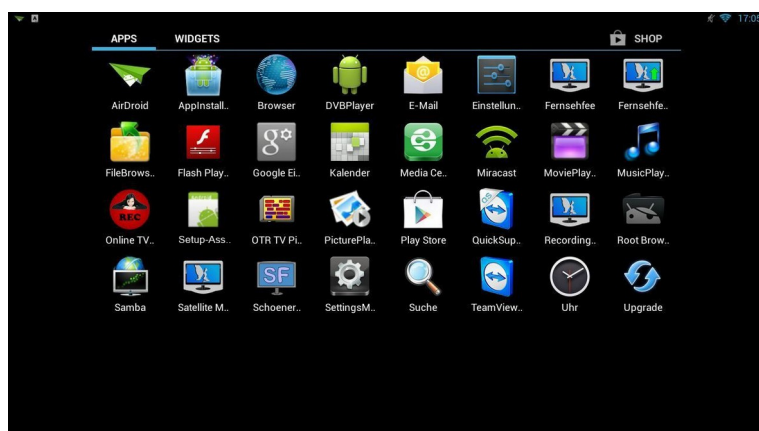 17:05
APPS WIDGETS SHOP
AirDroid AppInstall.. Browser DVBPlayer E-Mail Einstellun.. Fernsehfee Fernsehfe..
FileBrows.. Flash Play.. Google Ei.. Kalender Media Ce.. Miracast MoviePlay.. MusicPlay..
REC
Online TV.. Setup-Ass.. OTR TV Pi.. PicturePla.. Play Store QuickSup.. Recording.. Root Brow..
SF
Samba Satellite M.. Schoener.. SettingsM.. Suche TeamView.. Uhr Upgrade